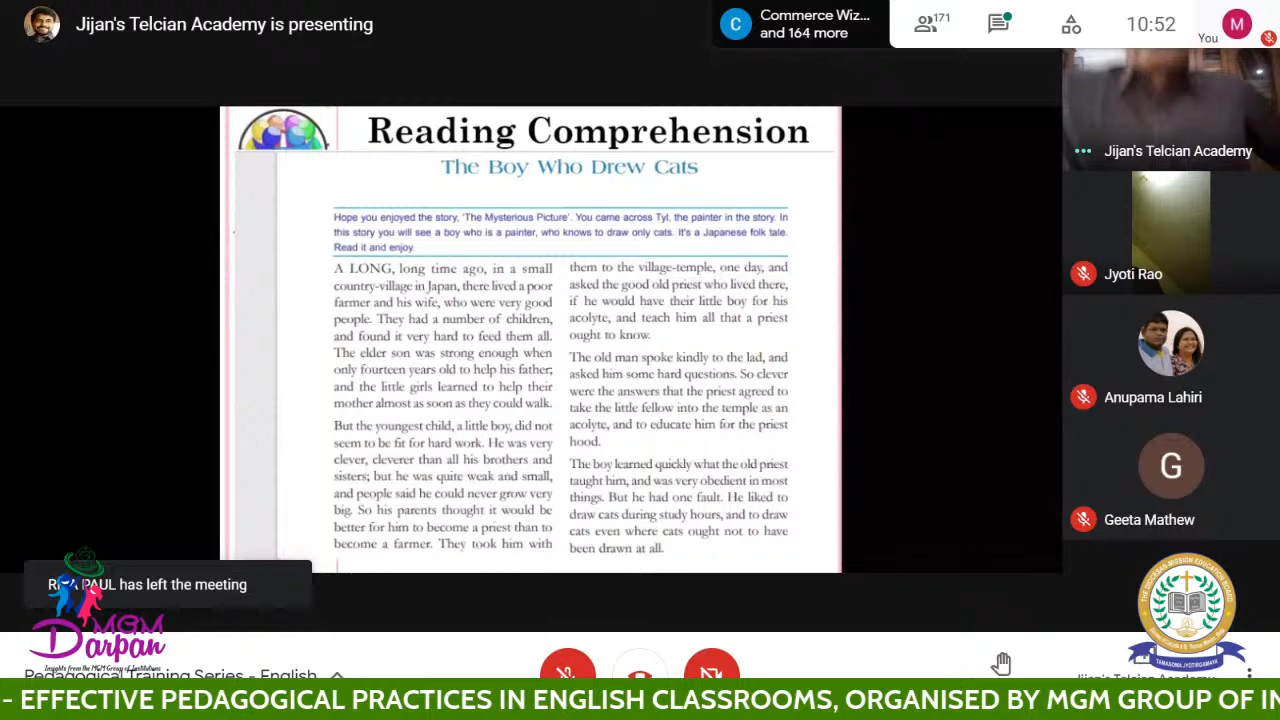 Jijan's Telcian Academy is presenting
Commerce Wiz...
and 164 more
171
10:52
You
M
C
Reading Comprehension
The Boy Who Drew Cats
Hope you enjoyed the story, 'The Mysterious Picture'. You came across Tyl, the painter in the story. In
this story you will see a boy who is a painter, who knows to draw only cats. It's a Japanese folk tale.
Read it and enjoy.
A LONG, long time ago, in a small
country-village in Japan, there lived a poor
farmer and his wife, who were very good
people. They had a number of children,
and found it very hard to feed them all.
The elder son was strong enough when
only fourteen years old to help his father;
and the little girls learned to help their
mother almost as soon as they could walk.
But the youngest child, a little boy, did not
seem to be fit for hard work. He was very
clever, cleverer than all his brothers and
sisters; but he was quite weak and small,
and people said he could never grow very
big. So his parents thought it would be
better for him to become a priest than to
become a farmer. They took him with
them to the village-temple, one day, and
asked the good old priest who lived there,
if he would have their little boy for his
acolyte, and teach him all that a priest
ought to know.
The old man spoke kindly to the lad, and
asked him some hard questions. So clever
were the answers that the priest agreed to
take the little fellow into the temple as an
acolyte, and to educate him for the priest
hood.
The boy learned quickly what the old priest
taught him, and was very obedient in most
things. But he had one fault. He liked to
draw cats during study hours, and to draw
cats even where cats ought not to have
been drawn at all.
Jijan's Telcian Academy
Jyoti Rao
Anupama Lahiri
G
Geeta Mathew
PAUL has left the meeting
MGM
Darpan
Insights from the MGM Group of Institutions
THE DIOCESAN MISSION EDUCATION BOARD
TAMASOMA JYOTIRGAMAYA
Pedagogical Training Series - English
Jijan's Telcian Academy
- EFFECTIVE PEDAGOGICAL PRACTICES IN ENGLISH CLASSROOMS, ORGANISED BY MGM GROUP OF